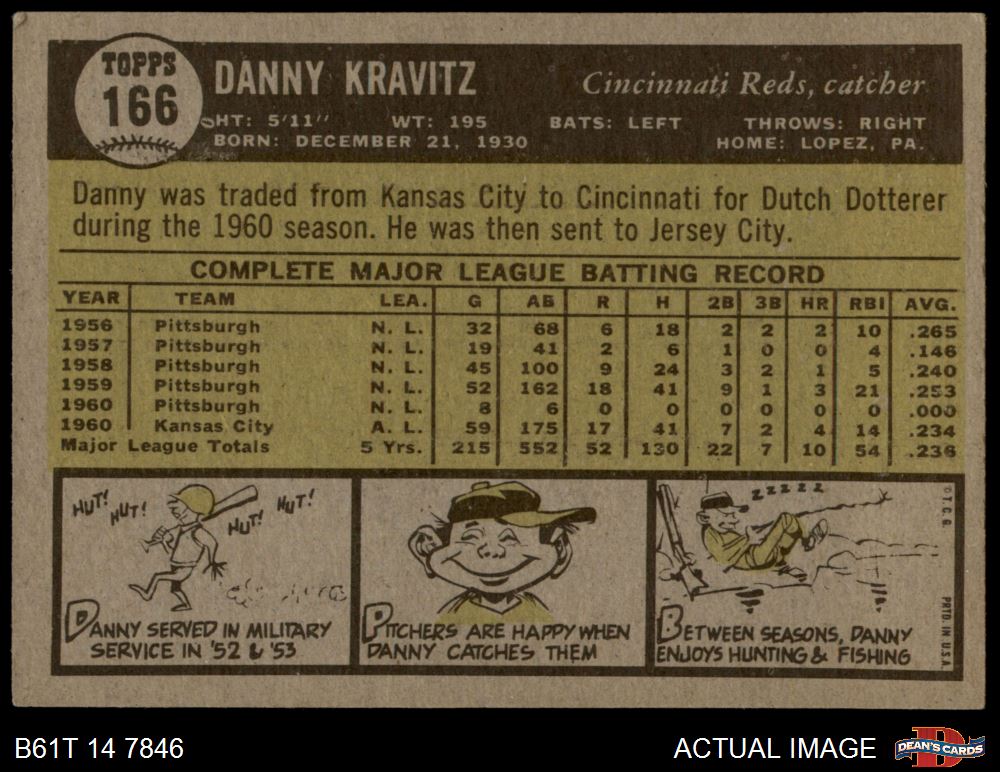 TOPPS
166
DANNY KRAVITZ
Cincinnati Reds, catcher
HT: 5'11" WT: 195 BATS: LEFT THROWS: RIGHT
BORN: DECEMBER 21, 1930 HOME: LOPEZ, PA.
Danny was traded from Kansas City to Cincinnati for Dutch Dotterer
during the 1960 season. He was then sent to Jersey City.
COMPLETE MAJOR LEAGUE BATTING RECORD
YEAR TEAM LEA. G AB R H 2B 3B HR RBI AVG.
1956 Pittsburgh N. L. 32 68 6 18 2 2 2 10 .265
1957 Pittsburgh N. L. 19 41 2 6 1 0 0 4 .146
1958 Pittsburgh N. L. 45 100 9 24 3 2 1 5 .240
1959 Pittsburgh N. L. 52 162 18 41 9 1 3 21 .253
1960 Pittsburgh N. L. 8 6 0 0 0 0 0 0 .000
1960 Kansas City A. L. 59 175 17 41 7 2 4 14 .234
Major League Totals 5 Yrs. 215 552 52 130 22 7 10 54 .236
HUT! HUT! HUT! HUT!
DANNY SERVED IN MILITARY
SERVICE IN '52 & '53
PITCHERS ARE HAPPY WHEN
DANNY CATCHES THEM
ZZZZZ
BETWEEN SEASONS, DANNY
ENJOYS HUNTING & FISHING
© T. C. G.
PRTD. IN U.S.A.
B61T 14 7846
ACTUAL IMAGE
D
DEAN'S CARDS